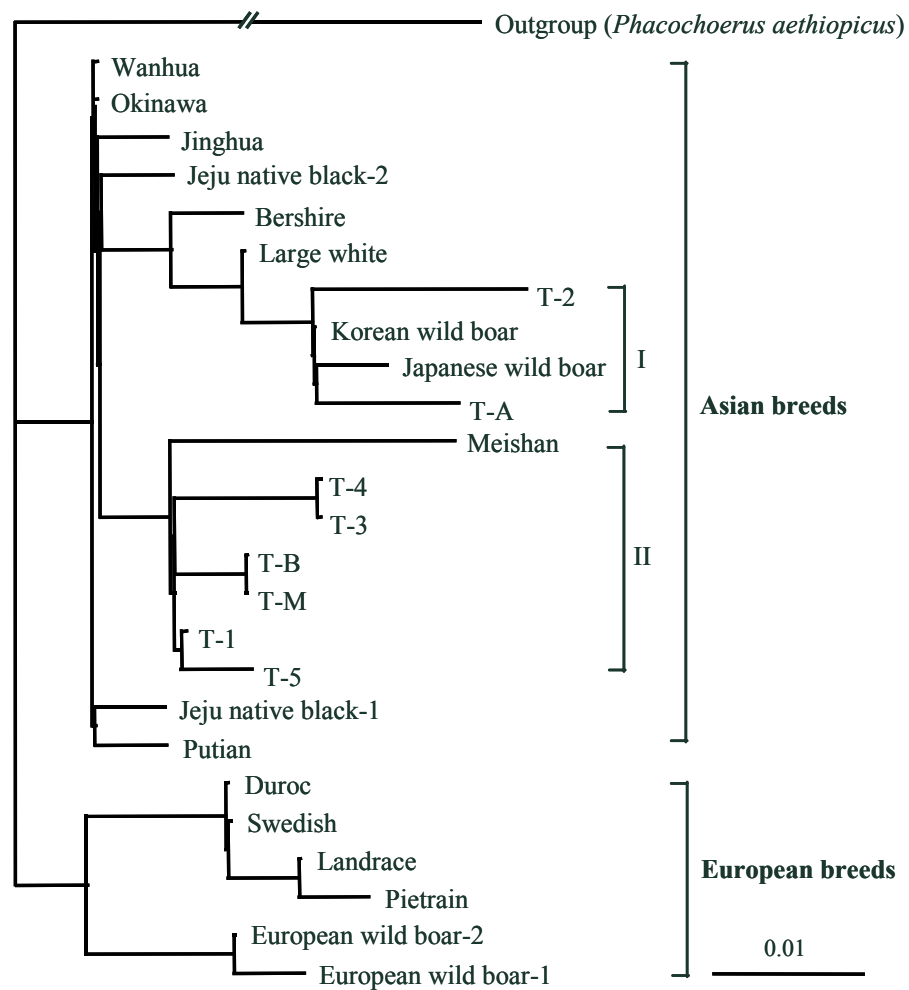 Outgroup (Phacochoerus aethiopicus)
Wanhua
Okinawa
Jinghua
Jeju native black-2
Bershire
Large white
T-2
Korean wild boar
I
Japanese wild boar
T-A
Asian breeds
Meishan
T-4
T-3
II
T-B
T-M
T-1
T-5
Jeju native black-1
Putian
Duroc
Swedish
Landrace
European breeds
Pietrain
European wild boar-2
0.01
European wild boar-1